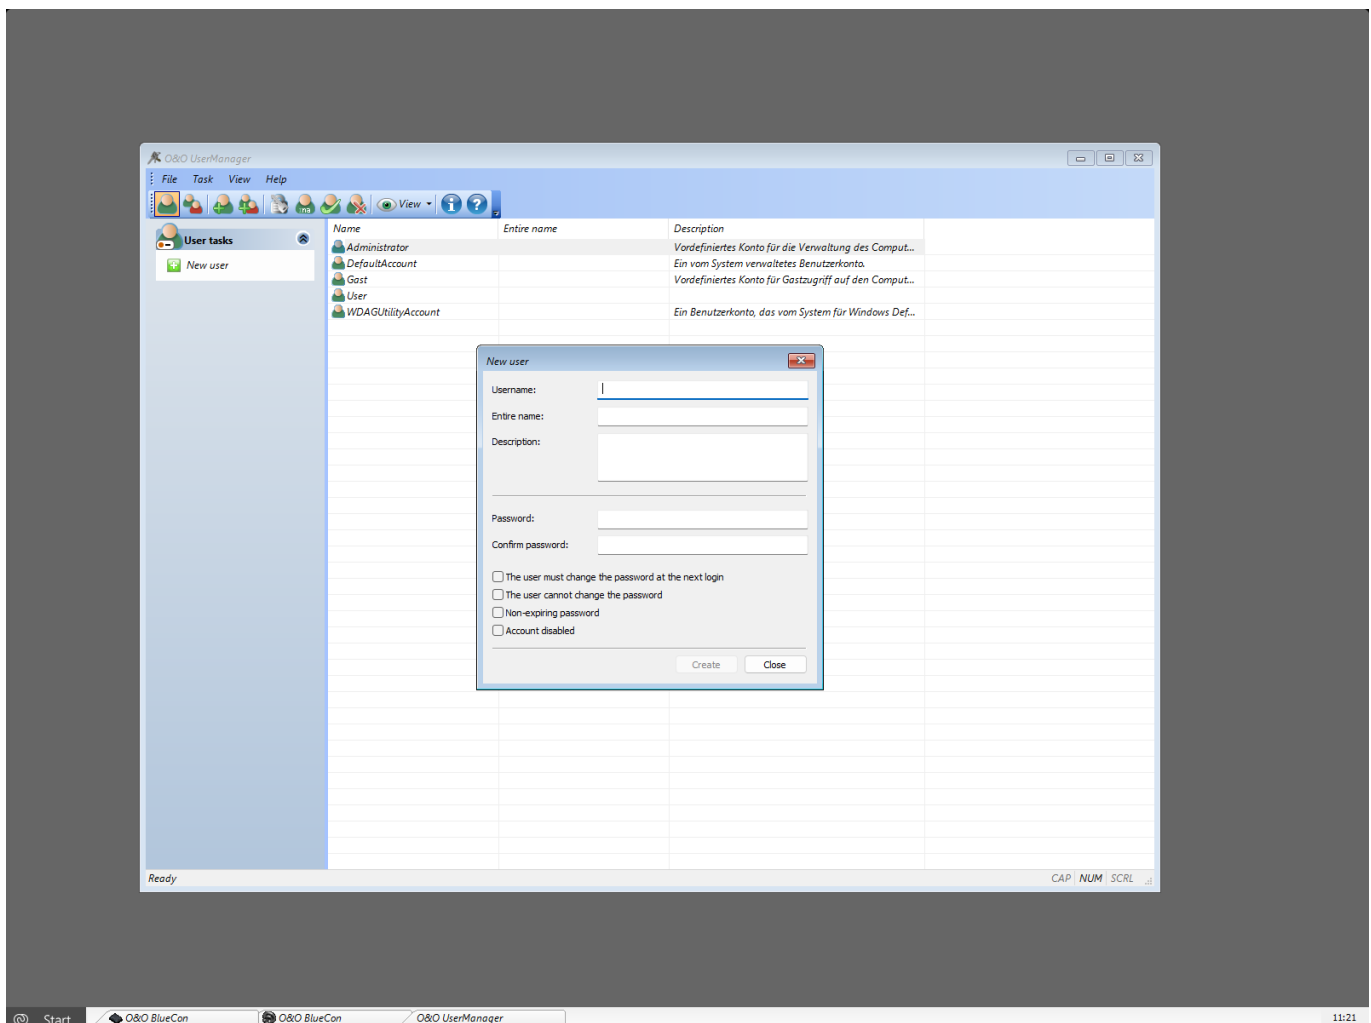 O&O UserManager
File Task View Help
View
User tasks
New user
Name Entire name Description
Administrator Vordefiniertes Konto für die Verwaltung des Comput...
DefaultAccount Ein vom System verwaltetes Benutzerkonto.
Gast Vordefiniertes Konto für Gastzugriff auf den Comput...
User
WDAGUtilityAccount Ein Benutzerkonto, das vom System für Windows Def...
New user
Username:
Entire name:
Description:
Password:
Confirm password:
The user must change the password at the next login
The user cannot change the password
Non-expiring password
Account disabled
Create Close
Ready CAP NUM SCRL
Start O&O BlueCon O&O BlueCon O&O UserManager 11:21